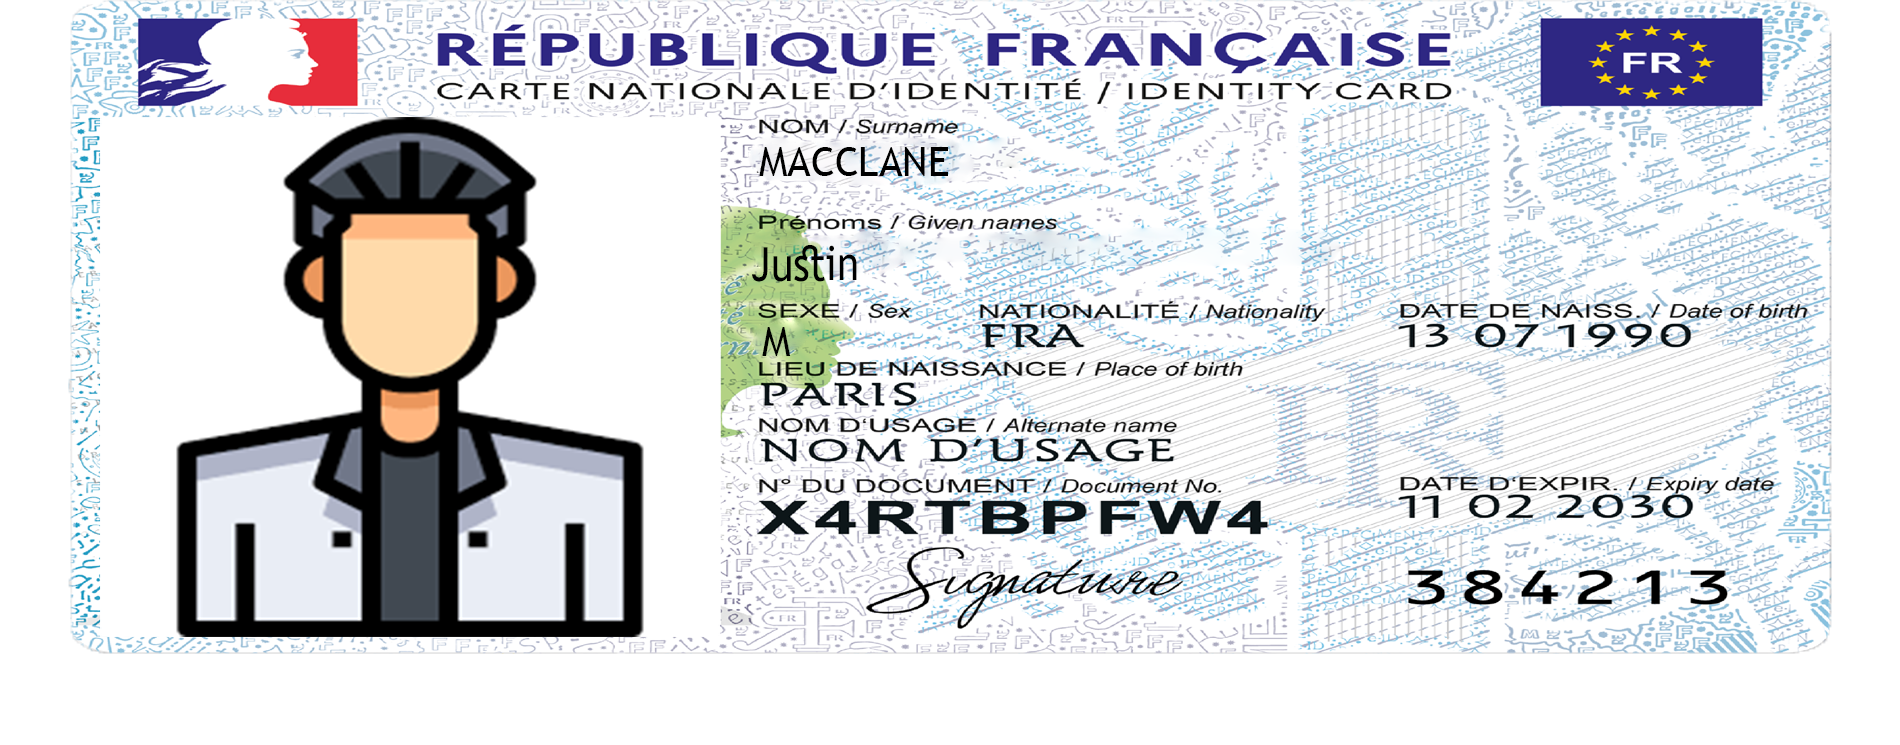 RÉPUBLIQUE FRANÇAISE
CARTE NATIONALE D'IDENTITÉ / IDENTITY CARD
FR
NOM / Surname
MACCLANE
Prénoms / Given names
Justin
SEXE / Sex NATIONALITÉ / Nationality DATE DE NAISS. / Date of birth
M FRA 13 07 1990
LIEU DE NAISSANCE / Place of birth
PARIS
NOM D'USAGE / Alternate name
NOM D'USAGE
N° DU DOCUMENT / Document No. DATE D'EXPIR. / Expiry date
X4RTBPFW4 11 02 2030
Signature
384213
RF